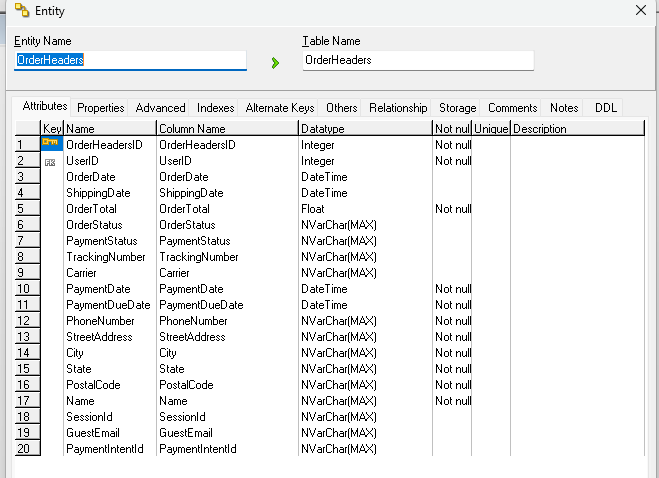 Entity
Entity Name Table Name
OrderHeaders OrderHeaders
Attributes Properties Advanced Indexes Alternate Keys Others Relationship Storage Comments Notes DDL
Key Name Column Name Datatype Not nul Unique Description
1 OrderHeadersID OrderHeadersID Integer Not null
2 FK UserID UserID Integer Not null
3 OrderDate OrderDate DateTime
4 ShippingDate ShippingDate DateTime
5 OrderTotal OrderTotal Float Not null
6 OrderStatus OrderStatus NVarChar(MAX)
7 PaymentStatus PaymentStatus NVarChar(MAX)
8 TrackingNumber TrackingNumber NVarChar(MAX)
9 Carrier Carrier NVarChar(MAX)
10 PaymentDate PaymentDate DateTime Not null
11 PaymentDueDate PaymentDueDate DateTime Not null
12 PhoneNumber PhoneNumber NVarChar(MAX) Not null
13 StreetAddress StreetAddress NVarChar(MAX) Not null
14 City City NVarChar(MAX) Not null
15 State State NVarChar(MAX) Not null
16 PostalCode PostalCode NVarChar(MAX) Not null
17 Name Name NVarChar(MAX) Not null
18 SessionId SessionId NVarChar(MAX)
19 GuestEmail GuestEmail NVarChar(MAX)
20 PaymentIntentId PaymentIntentId NVarChar(MAX)